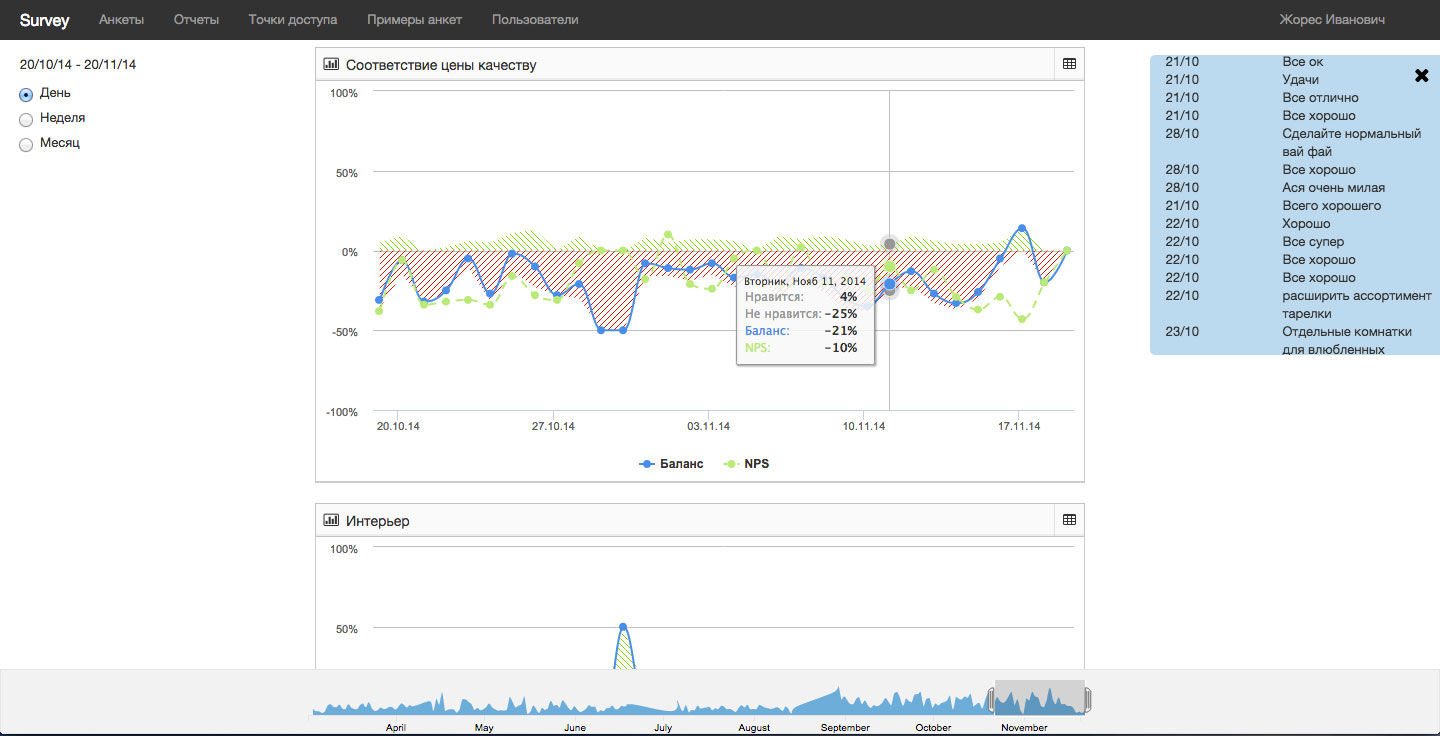 Survey Анкеты Отчеты Точки доступа Примеры анкет Пользователи Жорес Иванович
20/10/14 - 20/11/14
День
Неделя
Месяц
Соответствие цены качеству
100%
50%
0%
-50%
-100%
20.10.14 27.10.14 03.11.14 10.11.14 17.11.14
Вторник, Нояб 11, 2014
Нравится: 4%
Не нравится: -25%
Баланс: -21%
NPS: -10%
Баланс NPS
Интерьер
100%
50%
21/10 Все ок
21/10 Удачи
21/10 Все отлично
21/10 Все хорошо
28/10 Сделайте нормальный
вай фай
28/10 Все хорошо
28/10 Ася очень милая
21/10 Всего хорошего
22/10 Хорошо
22/10 Все супер
22/10 Все хорошо
22/10 Все хорошо
22/10 расширить ассортимент
тарелки
23/10 Отдельные комнатки
для влюбленных
April May June July August September October November